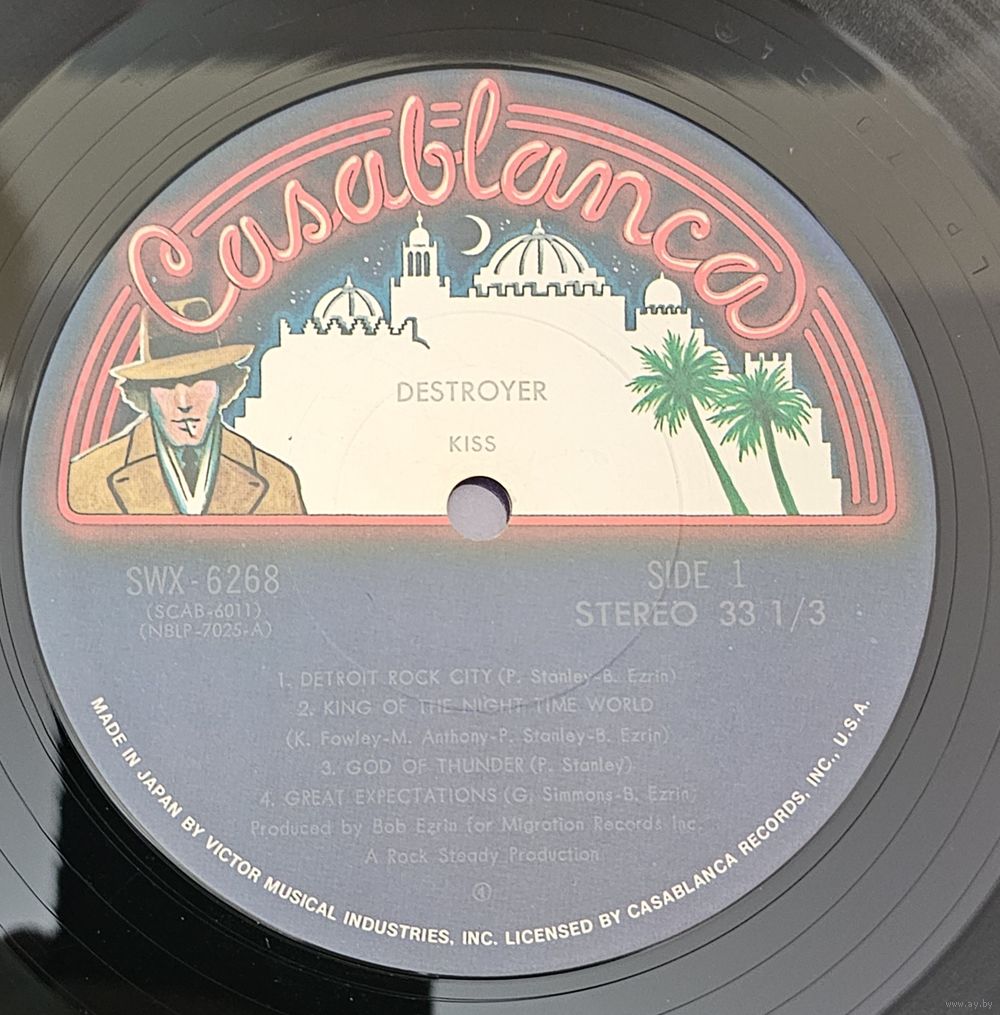 Casablanca
DESTROYER
KISS
SWX-6268
(SCAB-6011)
(NBLP-7025-A)
SIDE 1
STEREO 33 1/3
1. DETROIT ROCK CITY (P. Stanley-B. Ezrin)
2. KING OF THE NIGHT TIME WORLD
(K. Fowley-M. Anthony-P. Stanley-B. Ezrin)
3. GOD OF THUNDER (P. Stanley)
4. GREAT EXPECTATIONS (G. Simmons-B. Ezrin)
Produced by Bob Ezrin for Migration Records Inc.
A Rock Steady Production
MADE IN JAPAN BY VICTOR MUSICAL INDUSTRIES, INC. LICENSED BY CASABLANCA RECORDS, INC., U.S.A.
www.ay.by